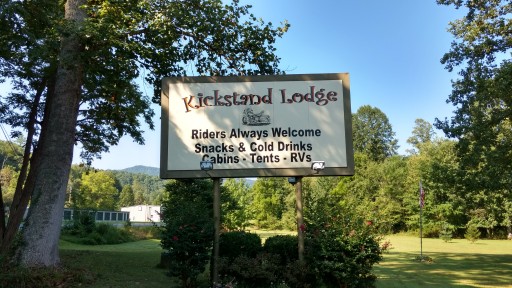 Kickstand Lodge
Riders Always Welcome
Snacks & Cold Drinks
Cabins - Tents - RVs